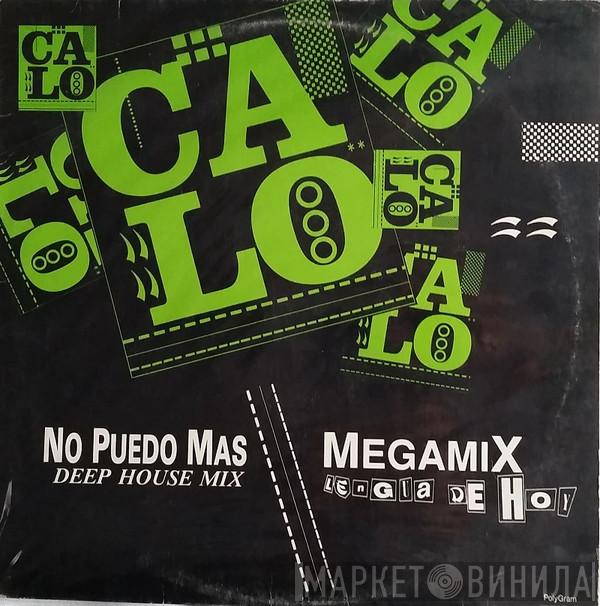 CA
LO
CA
LO
CA
LO
CA
LO
LO
CA
LO
NO PUEDO MAS
DEEP HOUSE MIX
MEGAMIX
LENGUA DE HOY
PolyGram
МАРКЕТ ВИНИЛА